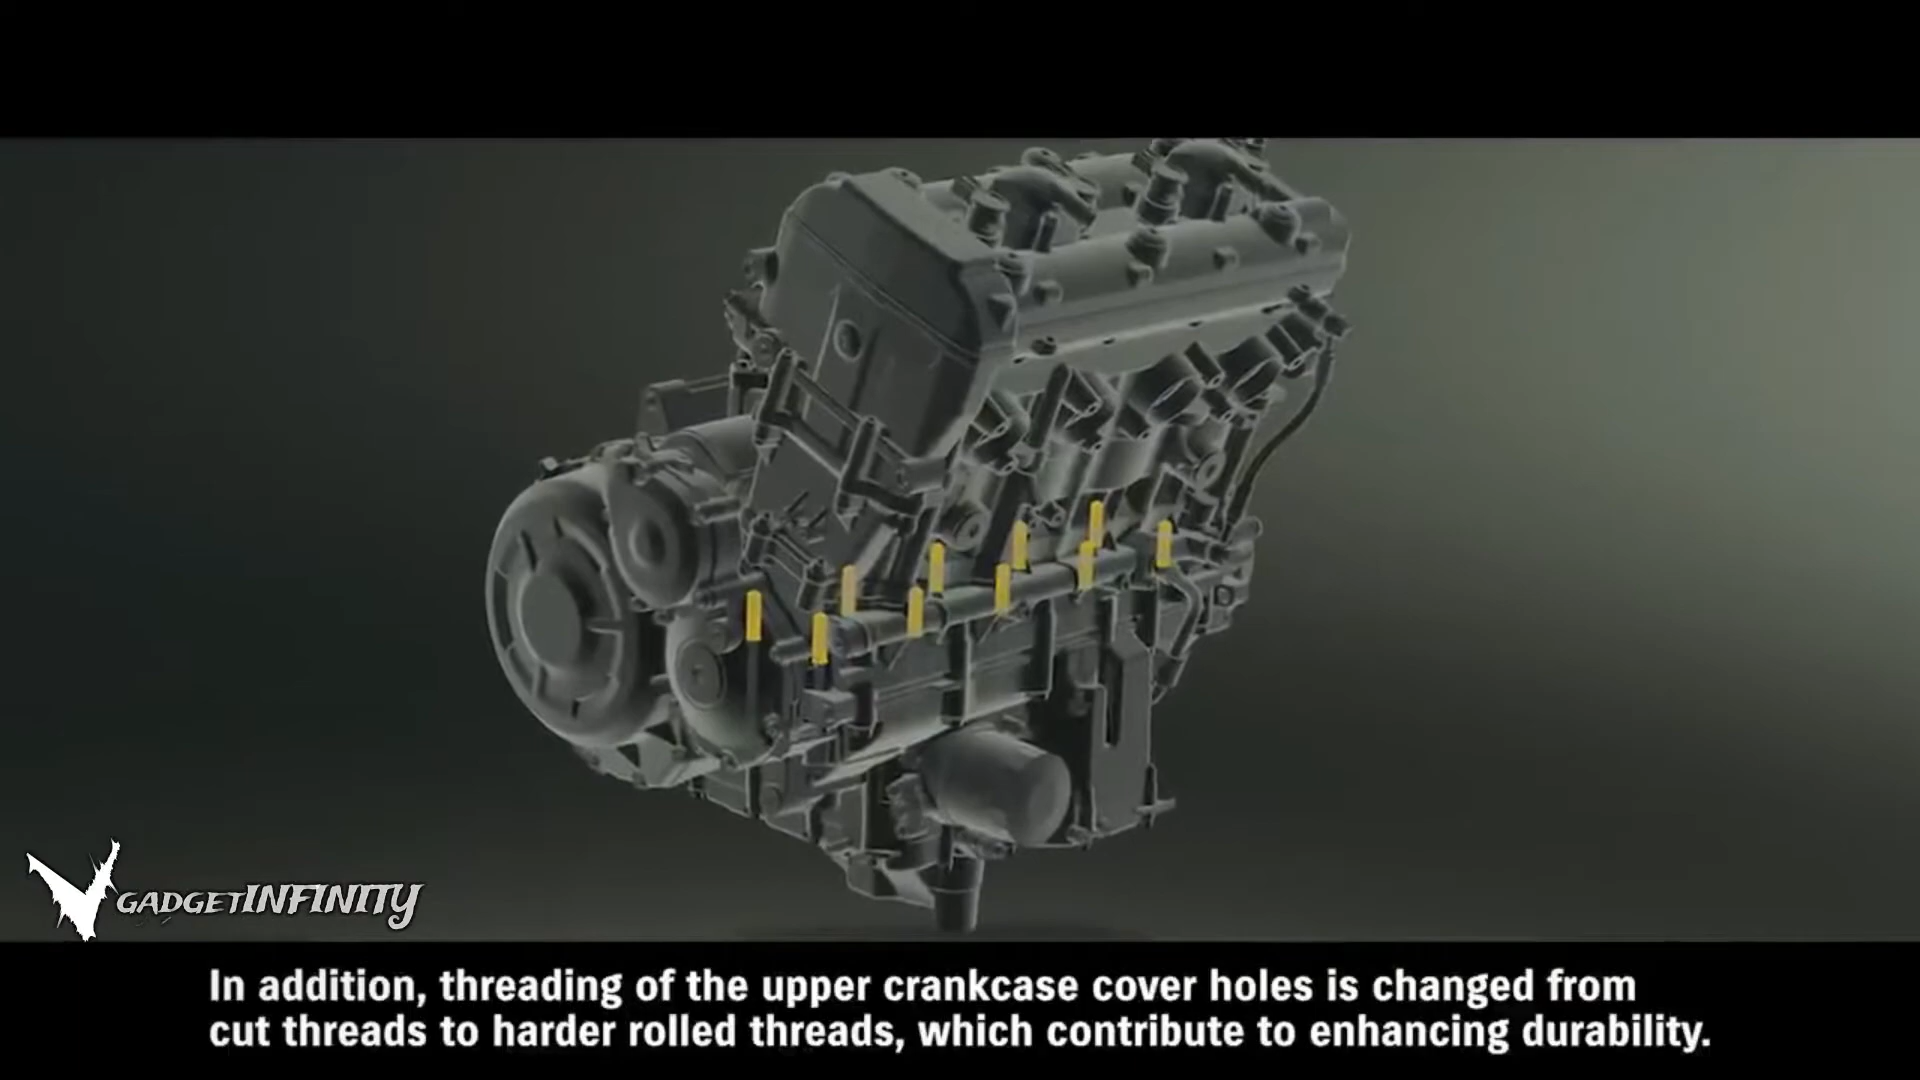 GADGETINFINITY
In addition, threading of the upper crankcase cover holes is changed from
cut threads to harder rolled threads, which contribute to enhancing durability.